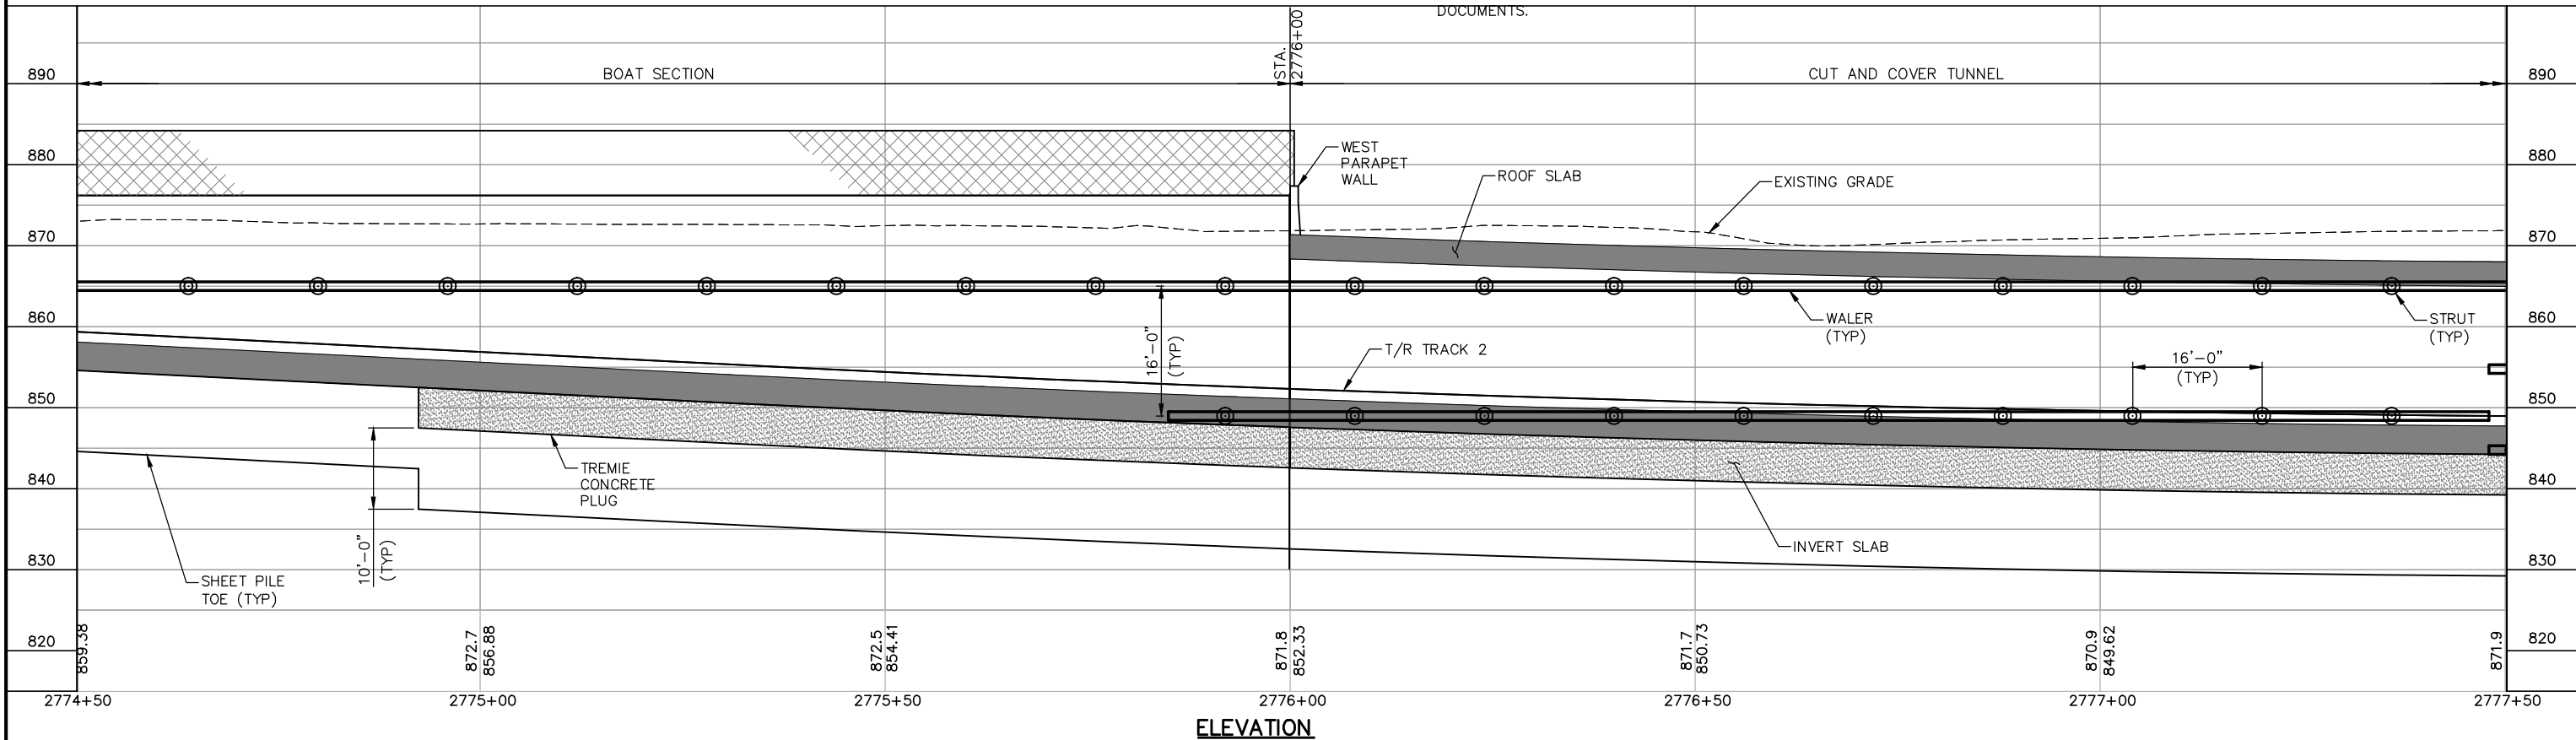 DOCUMENTS.
STA.
2776+00
890
BOAT SECTION
CUT AND COVER TUNNEL
890
880
WEST
PARAPET
WALL
ROOF SLAB
EXISTING GRADE
880
870
870
860
16'-0"
(TYP)
T/R TRACK 2
WALER
(TYP)
STRUT
(TYP)
860
16'-0"
(TYP)
850
850
840
TREMIE
CONCRETE
PLUG
840
10'-0"
(TYP)
SHEET PILE
TOE (TYP)
INVERT SLAB
830
830
820
859.38
872.7
856.88
872.5
854.41
871.8
852.33
871.7
850.73
870.9
849.62
871.9
820
2774+50
2775+00
2775+50
2776+00
2776+50
2777+00
2777+50
ELEVATION